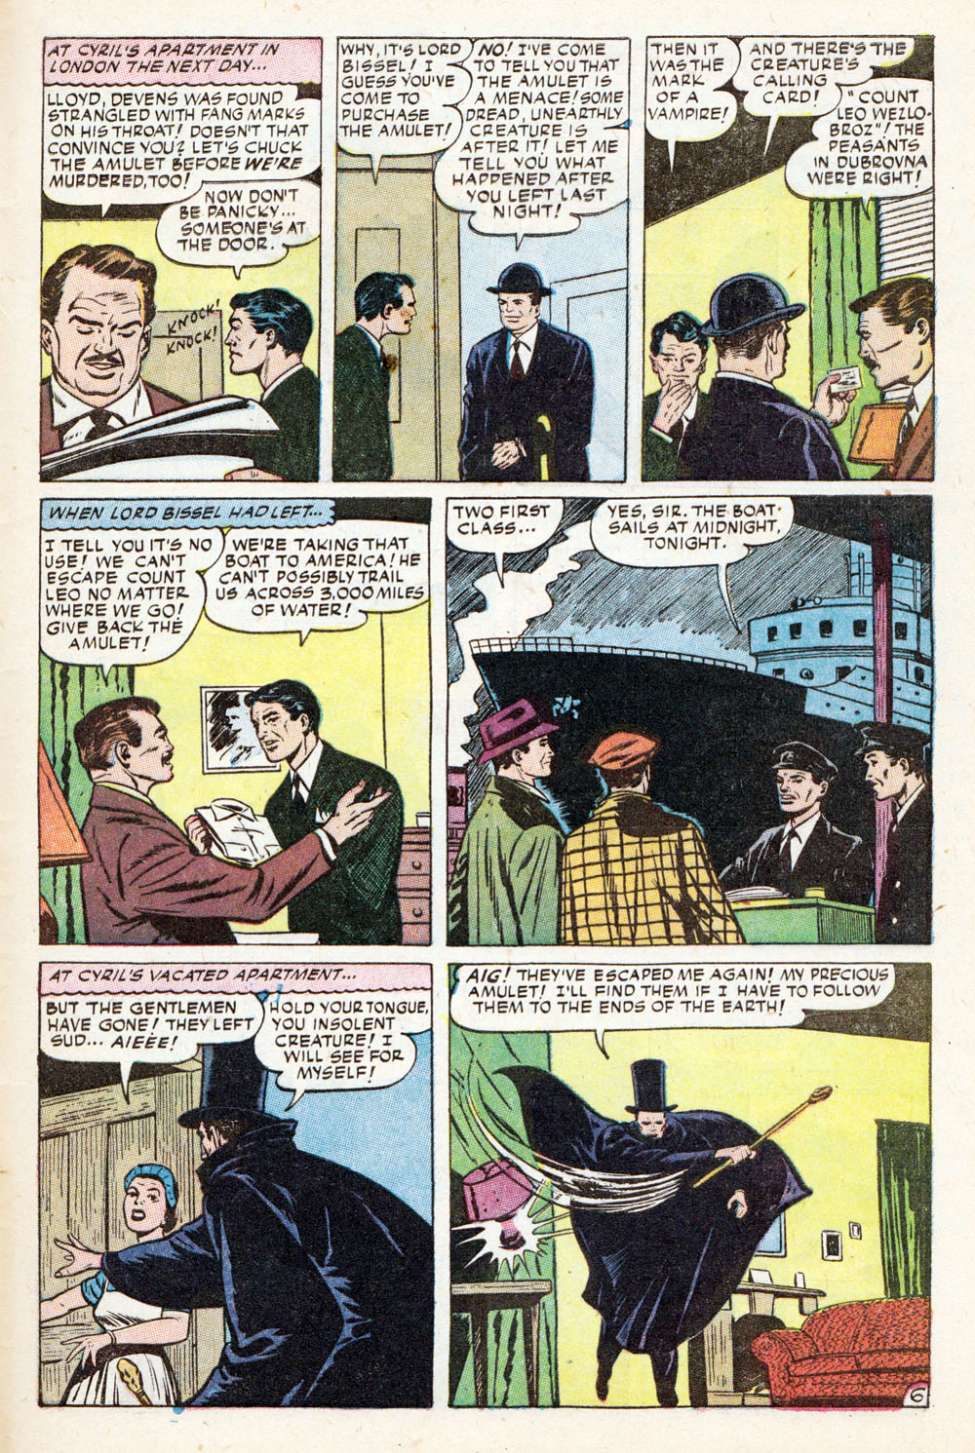 AT CYRIL'S APARTMENT IN
LONDON THE NEXT DAY...
LLOYD, DEVENS WAS FOUND
STRANGLED WITH FANG MARKS
ON HIS THROAT! DOESN'T THAT
CONVINCE YOU? LET'S CHUCK
THE AMULET BEFORE WE'RE
MURDERED, TOO!
NOW DON'T
BE PANICKY...
SOMEONE'S AT
THE DOOR.
KNOCK!
KNOCK!
WHY, IT'S LORD
BISSEL! I
GUESS YOU'VE
COME TO
PURCHASE
THE AMULET!
NO! I'VE COME
TO TELL YOU THAT
THE AMULET IS
A MENACE! SOME
DREAD, UNEARTHLY
CREATURE IS
AFTER IT! LET ME
TELL YOU WHAT
HAPPENED AFTER
YOU LEFT LAST
NIGHT!
THEN IT
WAS THE
MARK
OF A
VAMPIRE!
AND THERE'S THE
CREATURE'S
CALLING
CARD!
"COUNT
LEO WEZLO-
BROZ"! THE
PEASANTS
IN DUBROVNA
WERE RIGHT!
WHEN LORD BISSEL HAD LEFT...
I TELL YOU IT'S NO
USE! WE CAN'T
ESCAPE COUNT
LEO NO MATTER
WHERE WE GO!
GIVE BACK THE
AMULET!
WE'RE TAKING THAT
BOAT TO AMERICA! HE
CAN'T POSSIBLY TRAIL
US ACROSS 3,000 MILES
OF WATER!
TWO FIRST
CLASS...
YES, SIR. THE BOAT
SAILS AT MIDNIGHT,
TONIGHT.
AT CYRIL'S VACATED APARTMENT...
BUT THE GENTLEMEN
HAVE GONE! THEY LEFT
SUD... AIEEE!
HOLD YOUR TONGUE,
YOU INSOLENT
CREATURE! I
WILL SEE FOR
MYSELF!
AIG! THEY'VE ESCAPED ME AGAIN! MY PRECIOUS
AMULET! I'LL FIND THEM IF I HAVE TO FOLLOW
THEM TO THE ENDS OF THE EARTH!
6